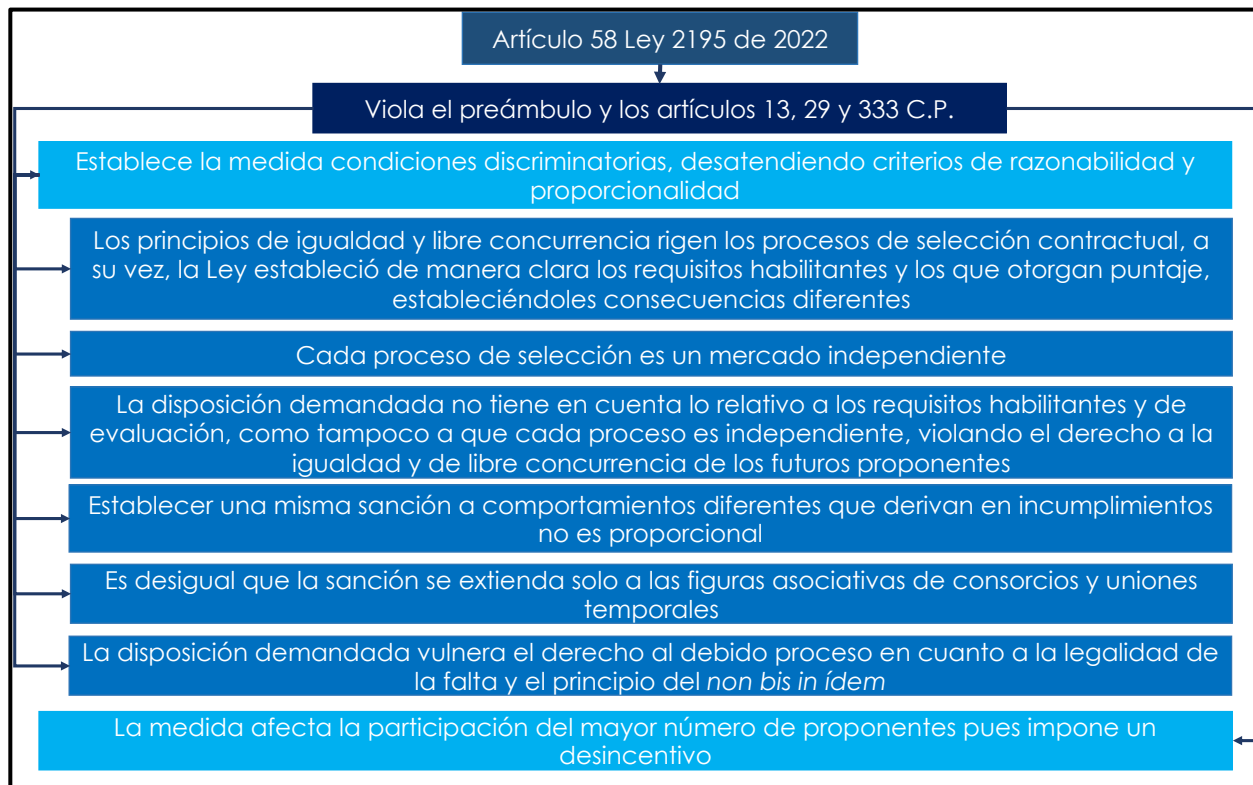 Artículo 58 Ley 2195 de 2022
Viola el preámbulo y los artículos 13, 29 y 333 C.P.
Establece la medida condiciones discriminatorias, desatendiendo criterios de razonabilidad y
proporcionalidad
Los principios de igualdad y libre concurrencia rigen los procesos de selección contractual, a
su vez, la Ley estableció de manera clara los requisitos habilitantes y los que otorgan puntaje,
estableciéndoles consecuencias diferentes
Cada proceso de selección es un mercado independiente
La disposición demandada no tiene en cuenta lo relativo a los requisitos habilitantes y de
evaluación, como tampoco a que cada proceso es independiente, violando el derecho a la
igualdad y de libre concurrencia de los futuros proponentes
Establecer una misma sanción a comportamientos diferentes que derivan en incumplimientos
no es proporcional
Es desigual que la sanción se extienda solo a las figuras asociativas de consorcios y uniones
temporales
La disposición demandada vulnera el derecho al debido proceso en cuanto a la legalidad de
la falta y el principio del non bis in ídem
La medida afecta la participación del mayor número de proponentes pues impone un
desincentivo